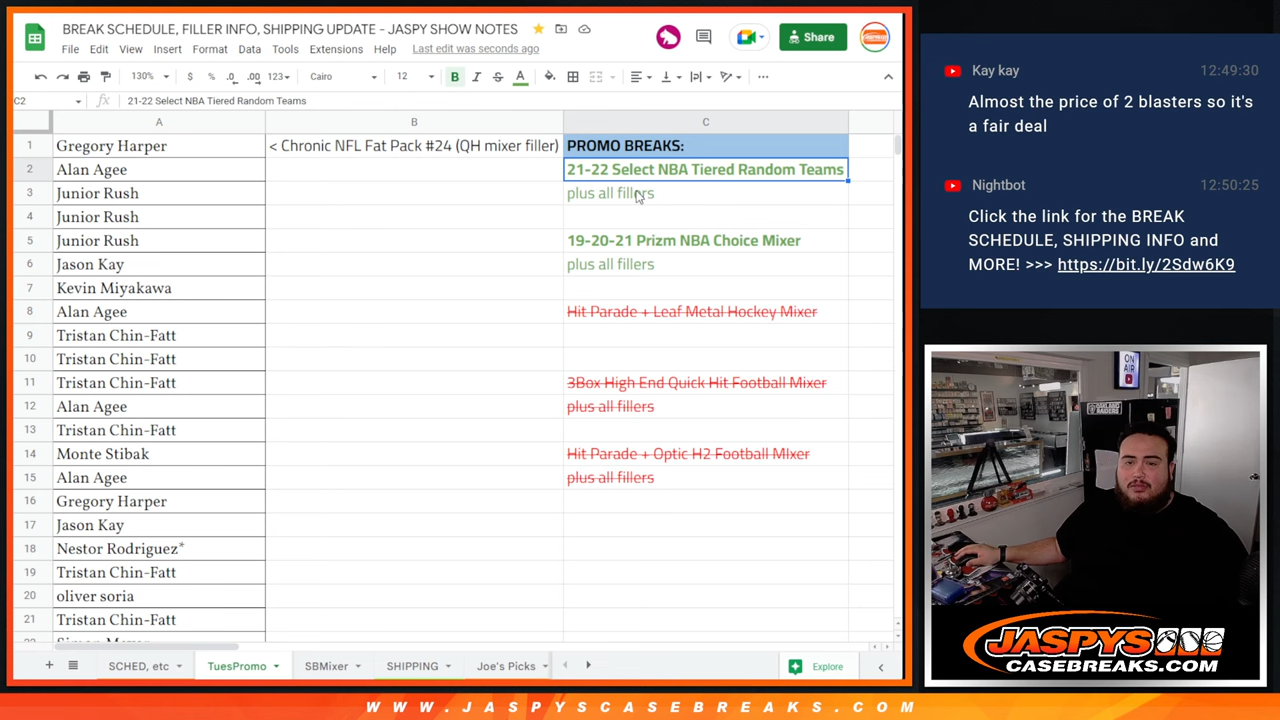 BREAK SCHEDULE, FILLER INFO, SHIPPING UPDATE - JASPY SHOW NOTES
File Edit View Insert Format Data Tools Extensions Help Last edit was seconds ago
Share
130% $ % .0 .00 123 Cairo 12 B I A
C2 fx 21-22 Select NBA Tiered Random Teams
A B C
1 Gregory Harper < Chronic NFL Fat Pack #24 (QH mixer filler) PROMO BREAKS:
2 Alan Agee 21-22 Select NBA Tiered Random Teams
3 Junior Rush plus all fillers
4 Junior Rush
5 Junior Rush 19-20-21 Prizm NBA Choice Mixer
6 Jason Kay plus all fillers
7 Kevin Miyakawa
8 Alan Agee Hit Parade + Leaf Metal Hockey Mixer
9 Tristan Chin-Fatt
10 Tristan Chin-Fatt
11 Tristan Chin-Fatt 3Box High End Quick Hit Football Mixer
12 Alan Agee plus all fillers
13 Tristan Chin-Fatt
14 Monte Stibak Hit Parade + Optic H2 Football MIxer
15 Alan Agee plus all fillers
16 Gregory Harper
17 Jason Kay
18 Nestor Rodriguez*
19 Tristan Chin-Fatt
20 oliver soria
21 Tristan Chin-Fatt
SCHED, etc TuesPromo SBMixer SHIPPING Joe's Picks Explore
Kay kay 12:49:30
Almost the price of 2 blasters so it's
a fair deal
Nightbot 12:50:25
Click the link for the BREAK
SCHEDULE, SHIPPING INFO and
MORE! >>> https://bit.ly/2Sdw6K9
ON AIR
OAKLAND RAIDERS
JASPYS
CASEBREAKS.COM
WWW.JASPYSCASEBREAKS.COM